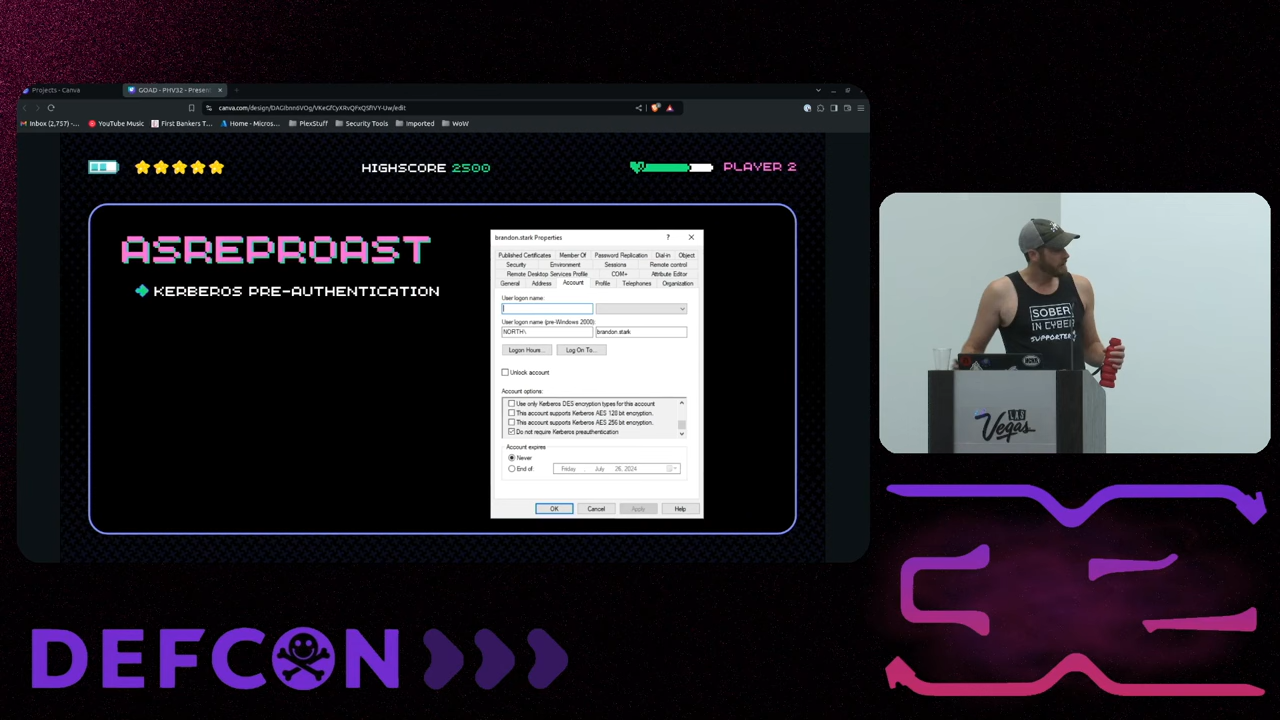 Projects - Canva
GOAD - PHV32 - Present
canva.com/design/
/edit
Inbox (2,757) -...
YouTube Music
First Bankers T...
Home - Micros...
PlexStuff
Security Tools
Imported
WoW
HIGHSCORE 2500
PLAYER 2
ASREPROAST
KERBEROS PRE-AUTHENTICATION
brandon.stark Properties
?
Published Certificates Member Of Password Replication Dial-in Object
Security Environment Sessions Remote control
Remote Desktop Services Profile COM+ Attribute Editor
General Address Account Profile Telephones Organization
User logon name:
User logon name (pre-Windows 2000):
NORTH\ brandon.stark
Logon Hours... Log On To...
Unlock account
Account options:
Use only Kerberos DES encryption types for this account
This account supports Kerberos AES 128 bit encryption.
This account supports Kerberos AES 256 bit encryption.
Do not require Kerberos preauthentication
Account expires
Never
End of: Friday , July 26, 2024
OK Cancel Apply Help
SOBER
IN CYBER
SUPPORTER
LAS
Vegas
DEFCON